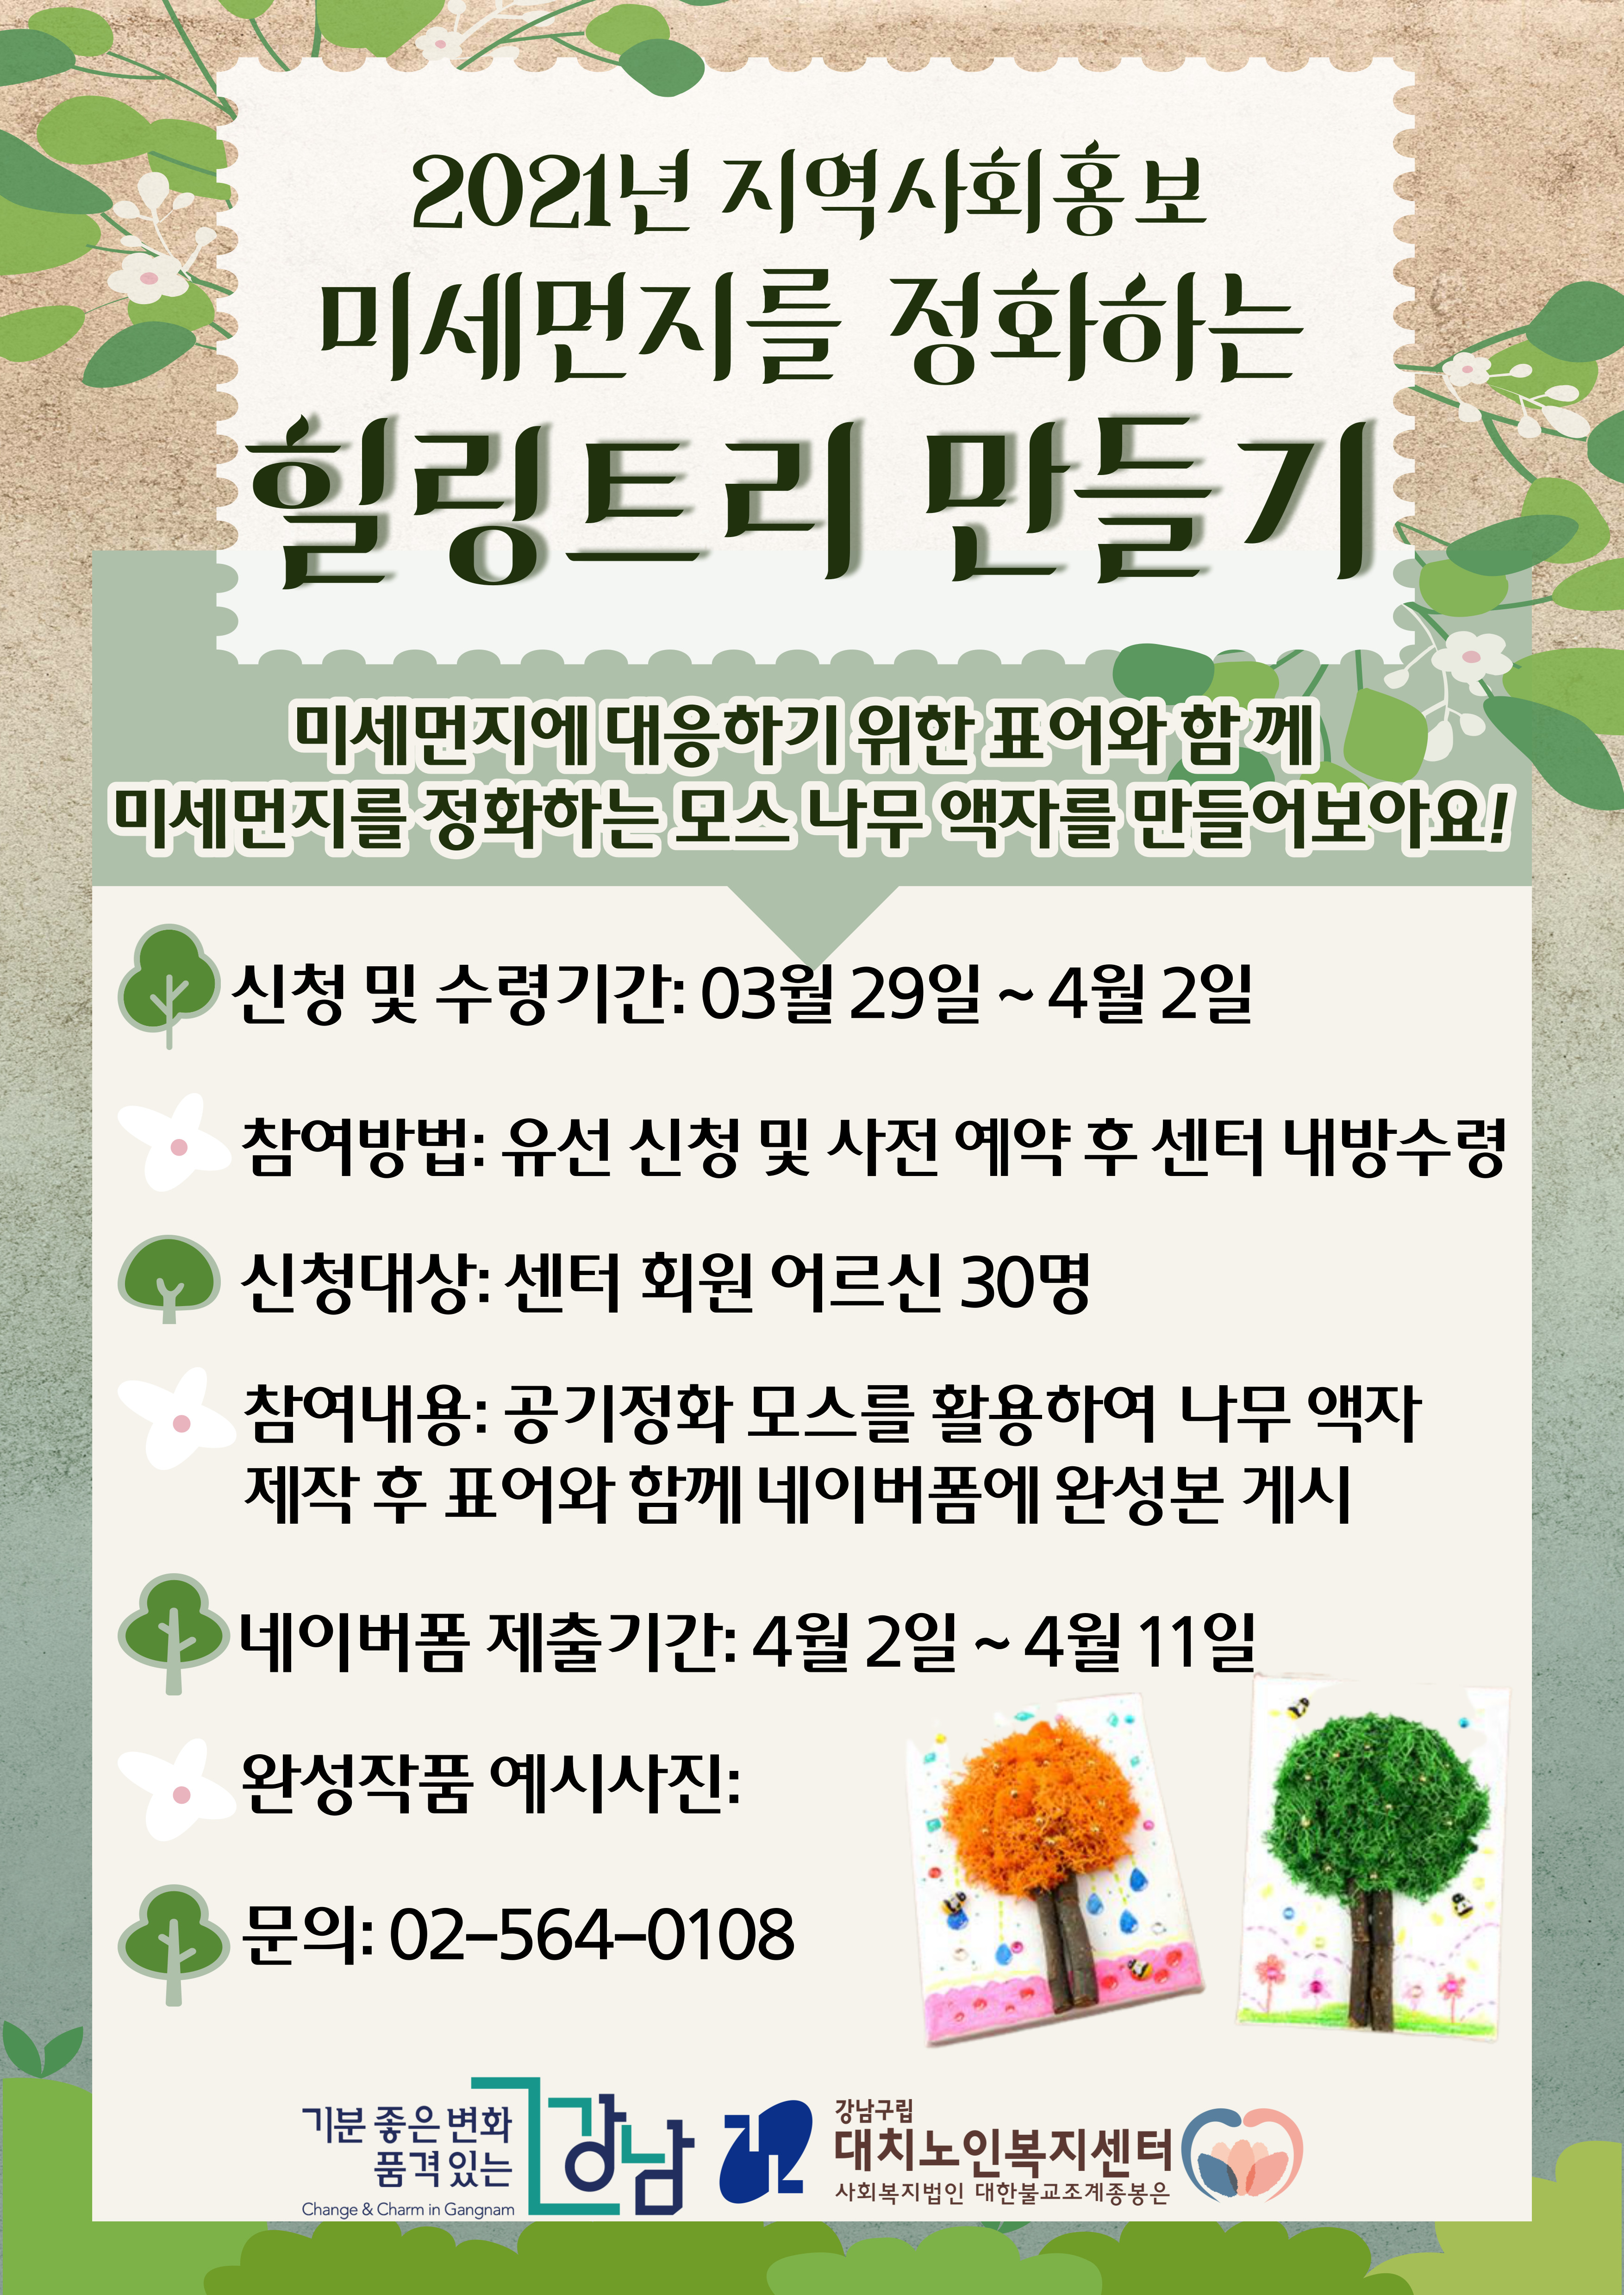 2021년 지역사회홍보
미세먼지를 정화하는
힐링트리 만들기
미세먼지에 대응하기 위한 표어와 함께
미세먼지를 정화하는 모스 나무 액자를 만들어보아요!
신청 및 수령기간: 03월 29일 ~ 4월 2일
참여방법: 유선 신청 및 사전 예약 후 센터 내방수령
신청대상: 센터 회원 어르신 30명
참여내용: 공기정화 모스를 활용하여 나무 액자
제작 후 표어와 함께 네이버폼에 완성본 게시
네이버폼 제출기간: 4월 2일 ~ 4월 11일
완성작품 예시사진:
문의: 02-564-0108
기분 좋은 변화
품격 있는
강남
Change & Charm in Gangnam
강남구립
대치노인복지센터
사회복지법인 대한불교조계종봉은